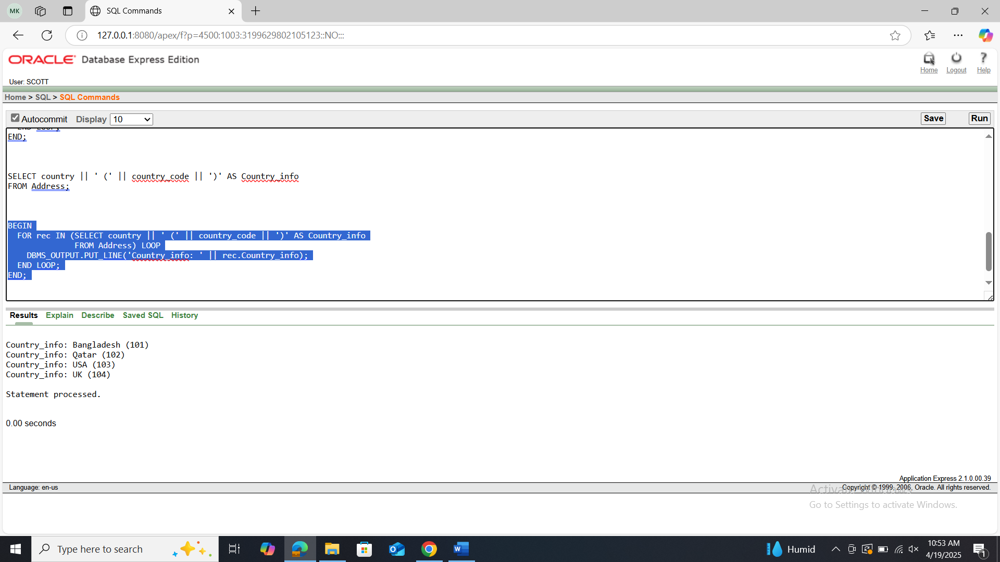 MK
SQL Commands
127.0.0.1:8080/apex/f?p=4500:1003:3199629802105123::NO:::
ORACLE Database Express Edition
Home Logout Help
User: SCOTT
Home > SQL > SQL Commands
Autocommit Display 10 Save Run
END LOOP;
END;
SELECT country || ' (' || country_code || ')' AS Country_info
FROM Address;
BEGIN
FOR rec IN (SELECT country || ' (' || country_code || ')' AS Country_info
FROM Address) LOOP
DBMS_OUTPUT.PUT_LINE('Country_info: ' || rec.Country_info);
END LOOP;
END;
Results Explain Describe Saved SQL History
Country_info: Bangladesh (101)
Country_info: Qatar (102)
Country_info: USA (103)
Country_info: UK (104)
Statement processed.
0.00 seconds
Application Express 2.1.0.00.39
Language: en-us Copyright © 1999, 2006, Oracle. All rights reserved.
Activate Windows
Go to Settings to activate Windows.
Type here to search Humid 10:53 AM
4/19/2025
1